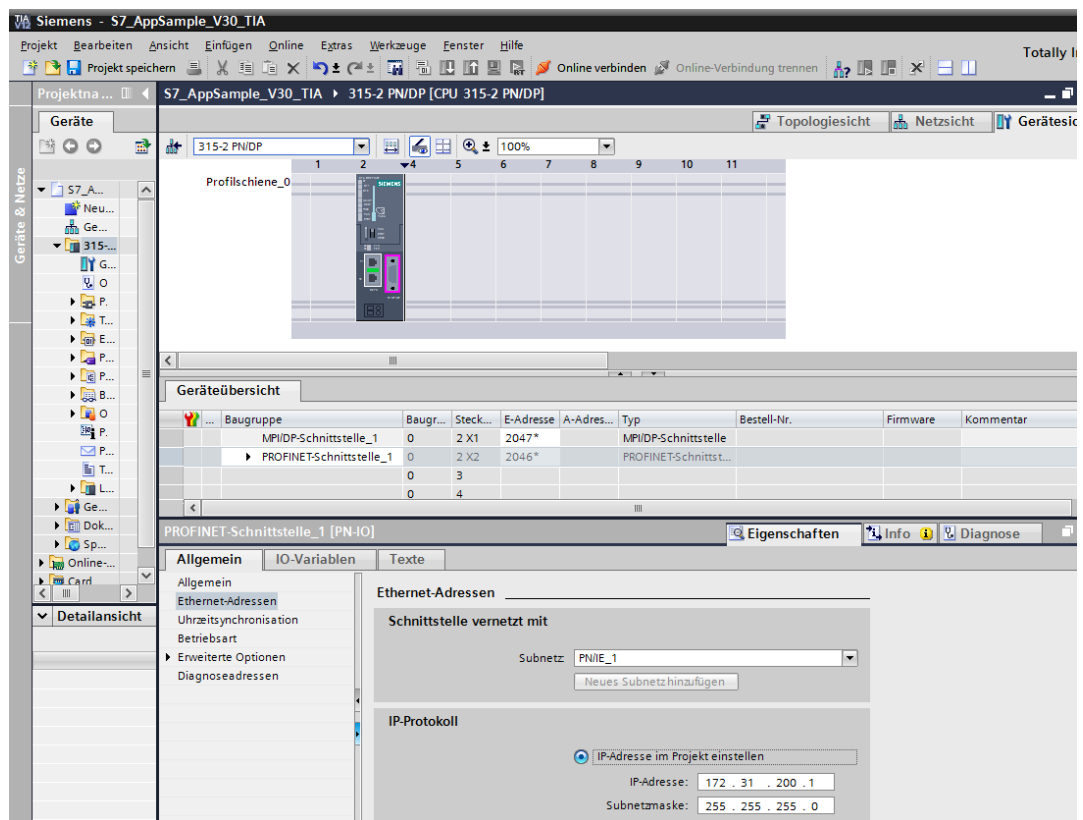 Siemens - S7_AppSample_V30_TIA
Projekt Bearbeiten Ansicht Einfügen Online Extras Werkzeuge Fenster Hilfe
Totally I
Projekt speichern
Online verbinden
Online-Verbindung trennen
Projektna...
S7_AppSample_V30_TIA ▸ 315-2 PN/DP [CPU 315-2 PN/DP]
Geräte
Topologiesicht
Netzsicht
Gerätesic
315-2 PN/DP
100%
1 2 4 5 6 7 8 9 10 11
Profilschiene_0
SIEMENS
Geräte & Netze
S7_A...
Neu...
Ge...
315-...
G...
O
P.
T...
E...
P...
P...
B...
O
P.
P...
T...
L...
Ge...
Dok...
Sp...
Online-...
Card
Detailansicht
Geräteübersicht
... Baugruppe Baugr... Steck... E-Adresse A-Adres... Typ Bestell-Nr. Firmware Kommentar
MPI/DP-Schnittstelle_1 0 2 X1 2047* MPI/DP-Schnittstelle
PROFINET-Schnittstelle_1 0 2 X2 2046* PROFINET-Schnittst...
0 3
0 4
PROFINET-Schnittstelle_1 [PN-IO]
Eigenschaften
Info
Diagnose
Allgemein
IO-Variablen
Texte
Allgemein
Ethernet-Adressen
Uhrzeitsynchronisation
Betriebsart
Erweiterte Optionen
Diagnoseadressen
Ethernet-Adressen
Schnittstelle vernetzt mit
Subnetz PN/IE_1
Neues Subnetz hinzufügen
IP-Protokoll
IP-Adresse im Projekt einstellen
IP-Adresse: 172 . 31 . 200 . 1
Subnetzmaske: 255 . 255 . 255 . 0